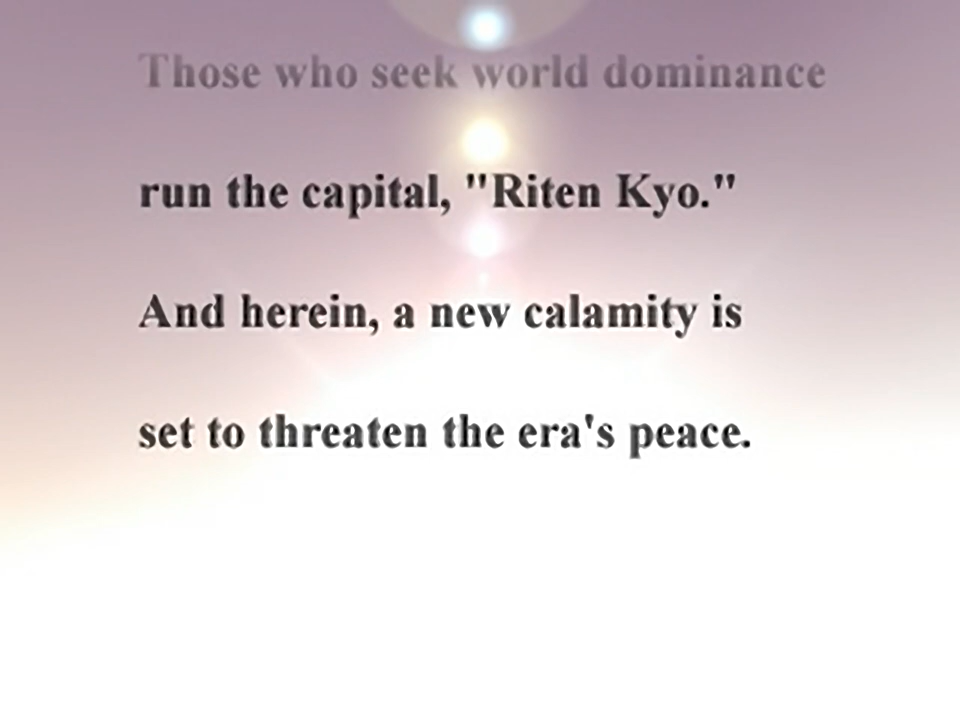 Those who seek world dominance
run the capital, "Riten Kyo."
And herein, a new calamity is
set to threaten the era's peace.